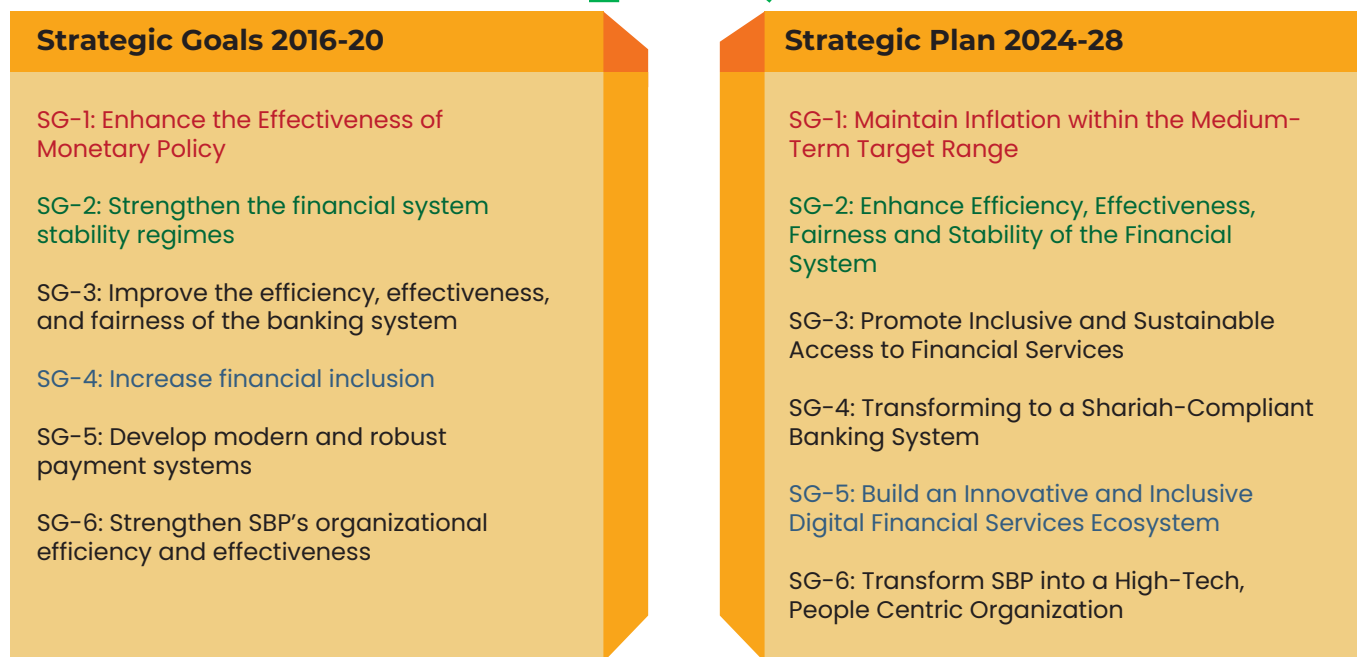 Strategic Goals 2016-20
SG-1: Enhance the Effectiveness of
Monetary Policy
SG-2: Strengthen the financial system
stability regimes
SG-3: Improve the efficiency, effectiveness,
and fairness of the banking system
SG-4: Increase financial inclusion
SG-5: Develop modern and robust
payment systems
SG-6: Strengthen SBP’s organizational
efficiency and effectiveness
Strategic Plan 2024-28
SG-1: Maintain Inflation within the Medium-
Term Target Range
SG-2: Enhance Efficiency, Effectiveness,
Fairness and Stability of the Financial
System
SG-3: Promote Inclusive and Sustainable
Access to Financial Services
SG-4: Transforming to a Shariah-Compliant
Banking System
SG-5: Build an Innovative and Inclusive
Digital Financial Services Ecosystem
SG-6: Transform SBP into a High-Tech,
People Centric Organization